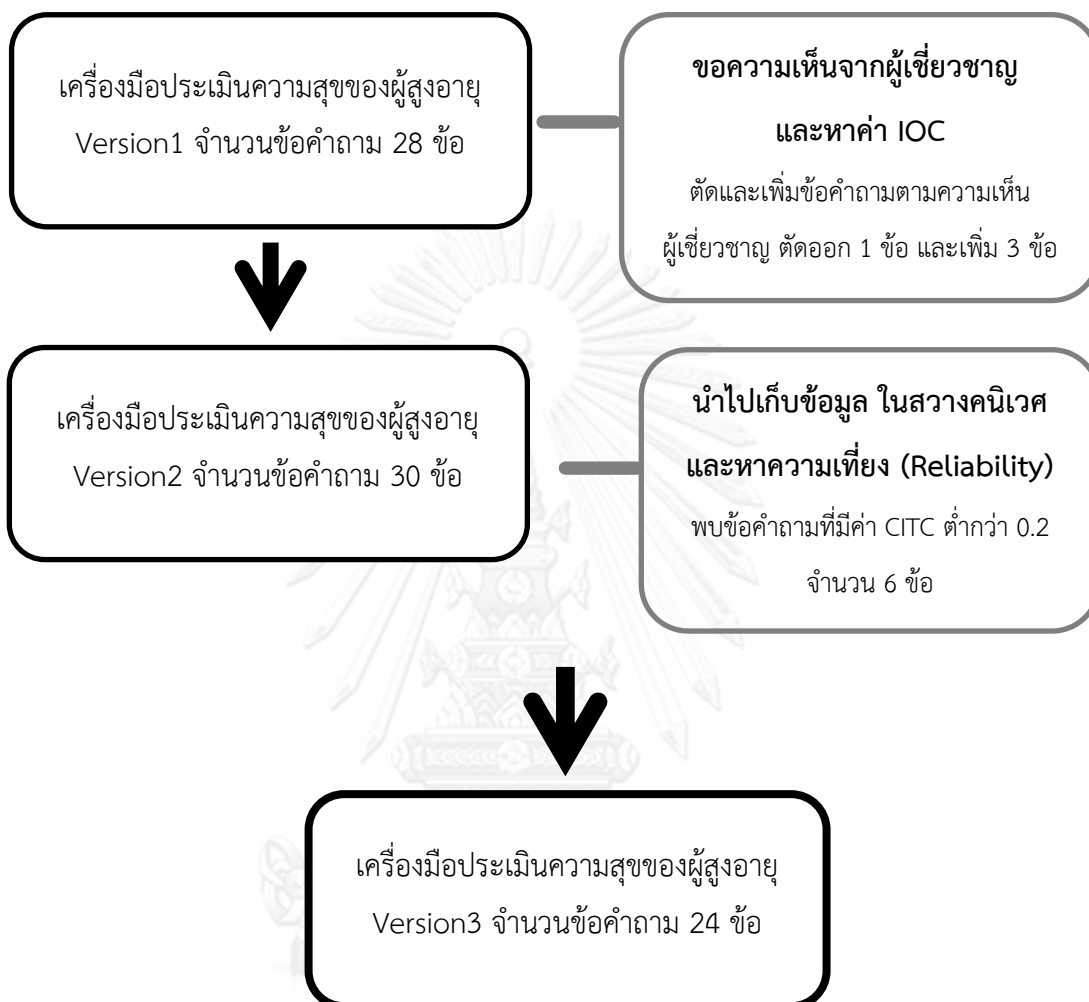 เครื่องมือประเมินความสุขของผู้สูงอายุ
Version1 จำนวนข้อคำถาม 28 ข้อ
ขอความเห็นจากผู้เชี่ยวชาญ
และหาค่า IOC
ตัดและเพิ่มข้อคำถามตามความเห็น
ผู้เชี่ยวชาญ ตัดออก 1 ข้อ และเพิ่ม 3 ข้อ
เครื่องมือประเมินความสุขของผู้สูงอายุ
Version2 จำนวนข้อคำถาม 30 ข้อ
นำไปเก็บข้อมูล ในสวางคนิเวศ
และหาความเที่ยง (Reliability)
พบข้อคำถามที่มีค่า CITC ต่ำกว่า 0.2
จำนวน 6 ข้อ
เครื่องมือประเมินความสุขของผู้สูงอายุ
Version3 จำนวนข้อคำถาม 24 ข้อ